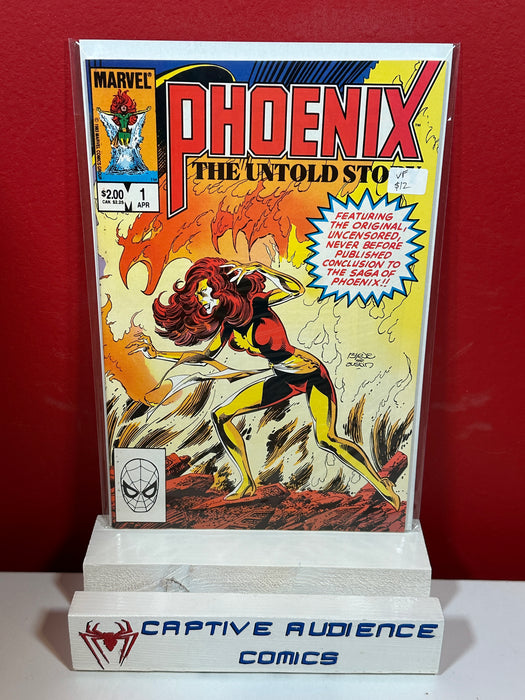 MARVEL®
PHOENIX
THE UNTOLD STO
VF
$12
$2.00
CAN. $2.25
1
APR
FEATURING
THE ORIGINAL,
UNCENSORED,
NEVER BEFORE
PUBLISHED
CONCLUSION TO
THE SAGA OF
PHOENIX!!
CAPTIVE AUDIENCE
COMICS